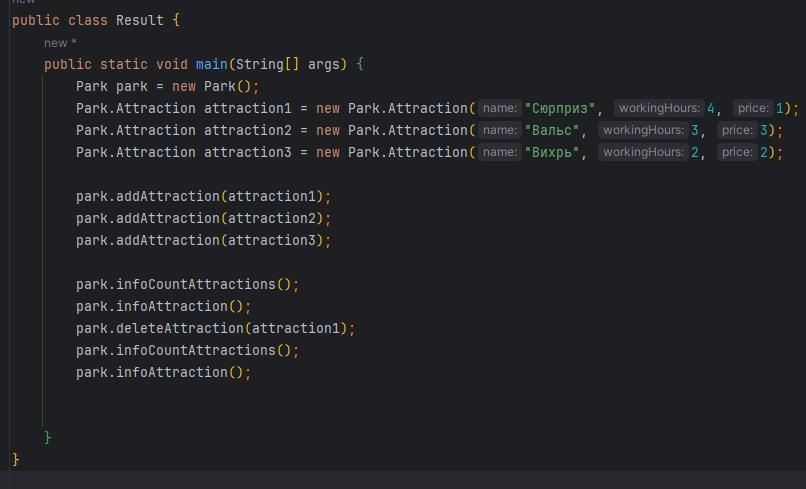 new *
public class Result {
new *
public static void main(String[] args) {
Park park = new Park();
Park.Attraction attraction1 = new Park.Attraction( name: "Сюрприз", workingHours: 4, price: 1);
Park.Attraction attraction2 = new Park.Attraction( name: "Вальс", workingHours: 3, price: 3);
Park.Attraction attraction3 = new Park.Attraction( name: "Вихрь", workingHours: 2, price: 2);
park.addAttraction(attraction1);
park.addAttraction(attraction2);
park.addAttraction(attraction3);
park.infoCountAttractions();
park.infoAttraction();
park.deleteAttraction(attraction1);
park.infoCountAttractions();
park.infoAttraction();
}
}